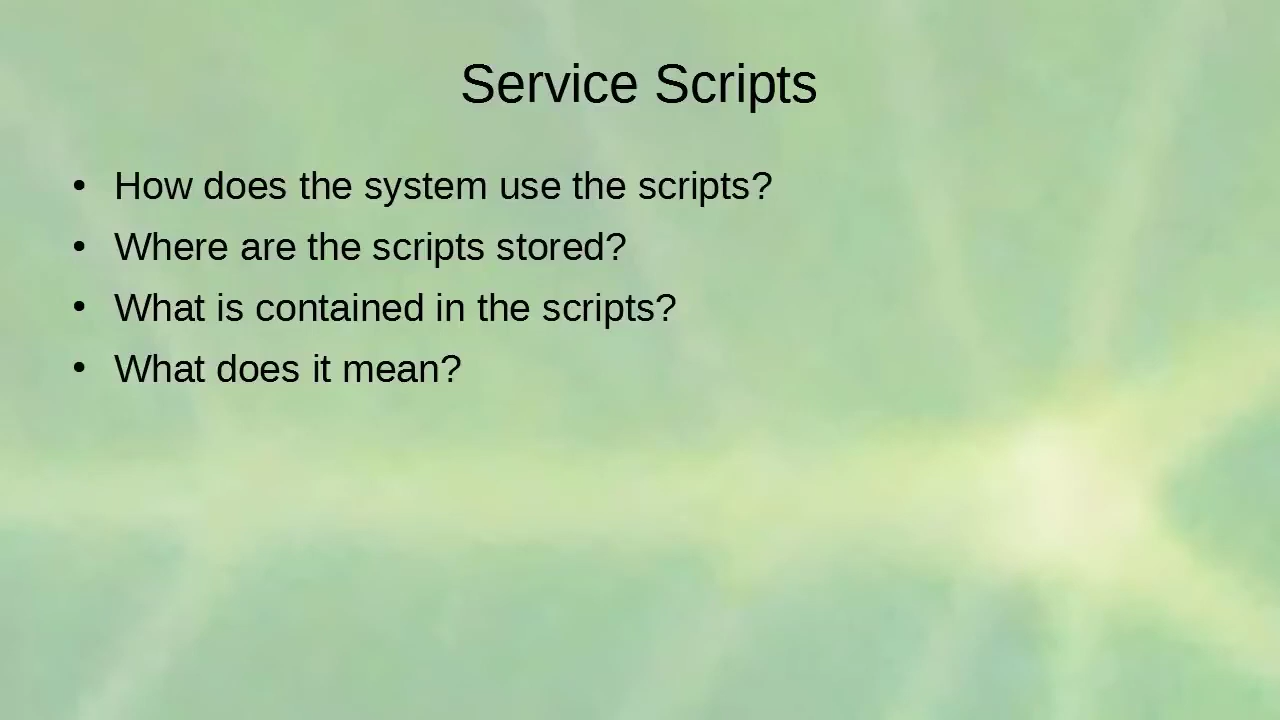 Service Scripts
• How does the system use the scripts?
• Where are the scripts stored?
• What is contained in the scripts?
• What does it mean?